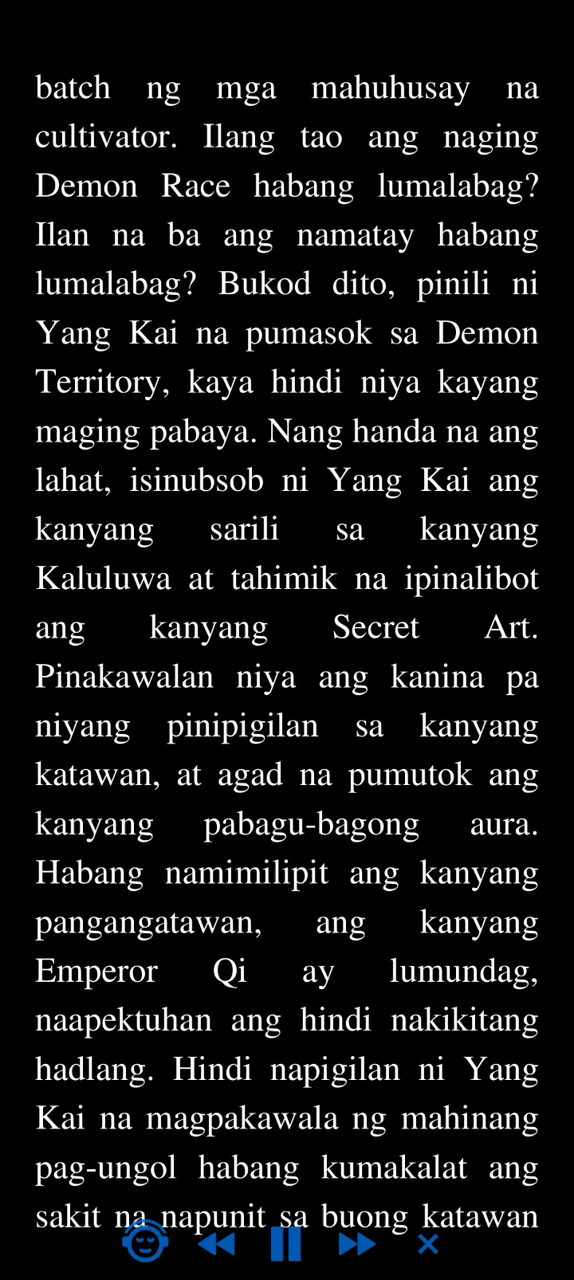 batch ng mga mahuhusay na
cultivator. Ilang tao ang naging
Demon Race habang lumalabag?
Ilan na ba ang namatay habang
lumalabag? Bukod dito, pinili ni
Yang Kai na pumasok sa Demon
Territory, kaya hindi niya kayang
maging pabaya. Nang handa na ang
lahat, isinubsob ni Yang Kai ang
kanyang sarili sa kanyang
Kaluluwa at tahimik na ipinalibot
ang kanyang Secret Art.
Pinakawalan niya ang kanina pa
niyang pinipigilan sa kanyang
katawan, at agad na pumutok ang
kanyang pabagu-bagong aura.
Habang namimilipit ang kanyang
pangangatawan, ang kanyang
Emperor Qi ay lumundag,
naapektuhan ang hindi nakikitang
hadlang. Hindi napigilan ni Yang
Kai na magpakawala ng mahinang
pag-ungol habang kumakalat ang
sakit na napunit sa buong katawan